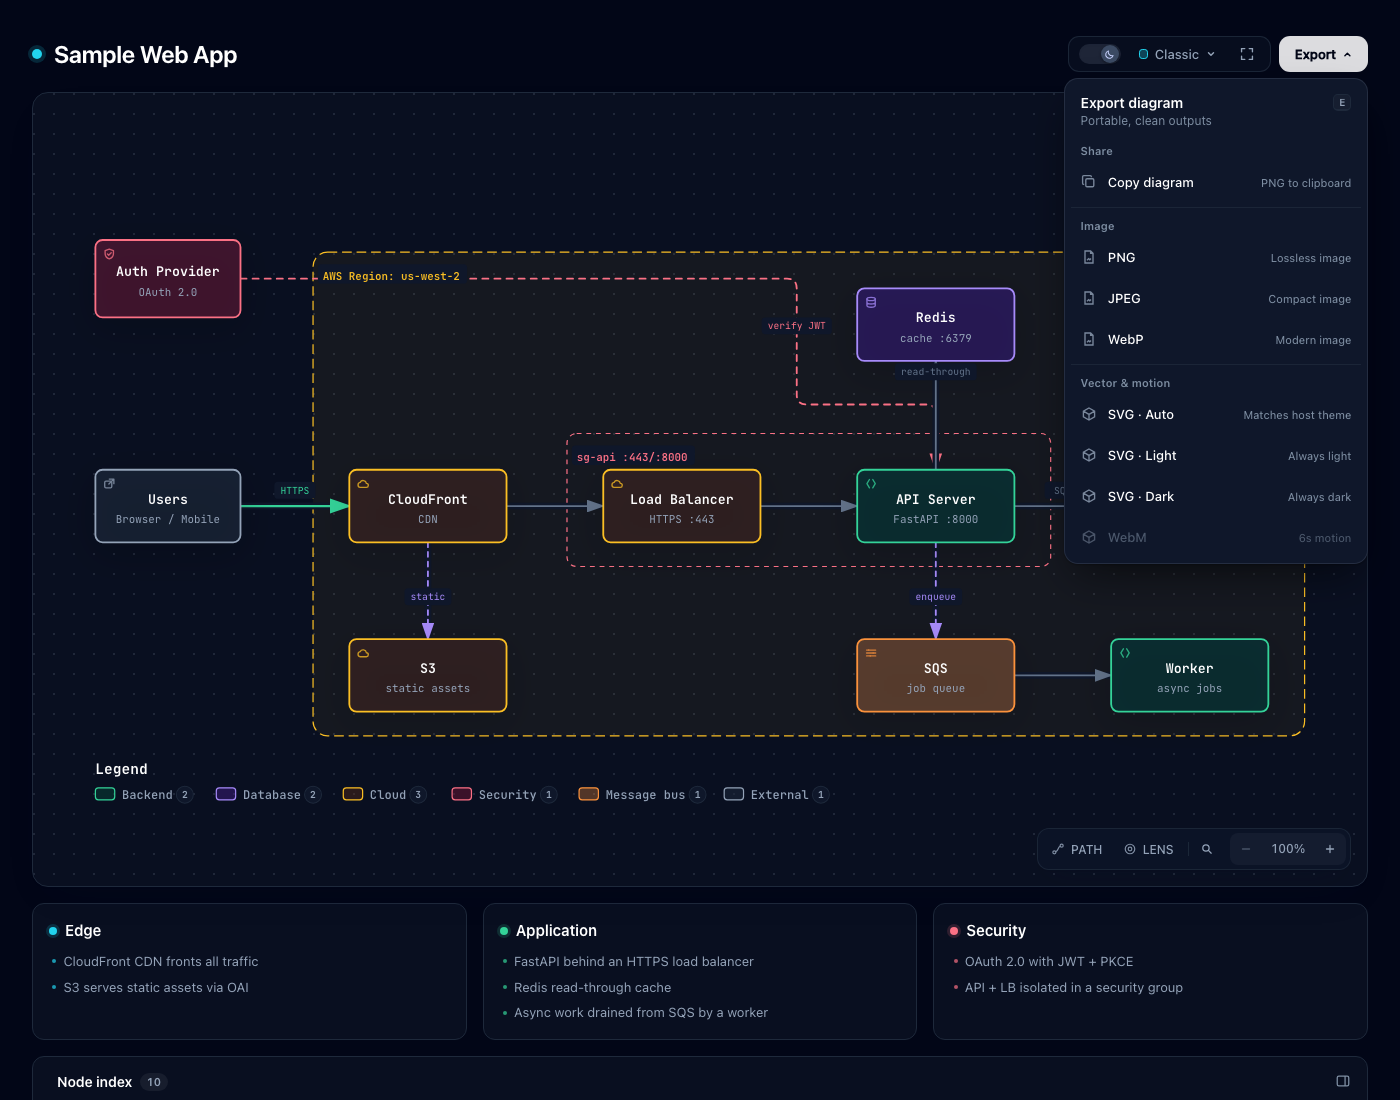 Sample Web App
Classic
Export
Export diagram
E
Portable, clean outputs
Share
Copy diagram
PNG to clipboard
Image
PNG
Lossless image
JPEG
Compact image
WebP
Modern image
Vector & motion
SVG · Auto
Matches host theme
SVG · Light
Always light
SVG · Dark
Always dark
WebM
6s motion
Auth Provider
OAuth 2.0
AWS Region: us-west-2
verify JWT
Redis
cache :6379
read-through
sg-api :443/:8000
Users
Browser / Mobile
HTTPS
CloudFront
CDN
Load Balancer
HTTPS :443
API Server
FastAPI :8000
static
enqueue
S3
static assets
SQS
job queue
Worker
async jobs
Legend
Backend 2
Database 2
Cloud 3
Security 1
Message bus 1
External 1
PATH
LENS
− 100% +
Edge
CloudFront CDN fronts all traffic
S3 serves static assets via OAI
Application
FastAPI behind an HTTPS load balancer
Redis read-through cache
Async work drained from SQS by a worker
Security
OAuth 2.0 with JWT + PKCE
API + LB isolated in a security group
Node index 10